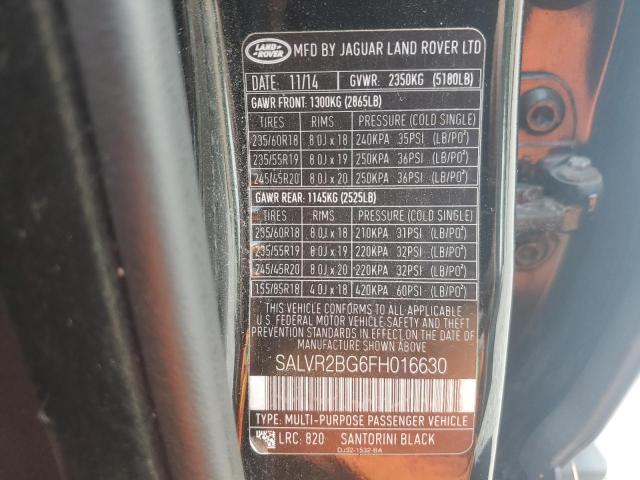 LAND ROVER MFD BY JAGUAR LAND ROVER LTD
DATE: 11/14 GVWR: 2350KG (5180LB)
GAWR FRONT: 1300KG (2865LB)
TIRES RIMS PRESSURE (COLD SINGLE)
235/60R18 8.0J x 18 240KPA 35PSI (LB/PO²)
235/55R19 8.0J x 19 250KPA 36PSI (LB/PO²)
245/45R20 8.0J x 20 250KPA 36PSI (LB/PO²)
GAWR REAR: 1145KG (2525LB)
TIRES RIMS PRESSURE (COLD SINGLE)
235/60R18 8.0J x 18 210KPA 31PSI (LB/PO²)
235/55R19 8.0J x 19 220KPA 32PSI (LB/PO²)
245/45R20 8.0J x 20 220KPA 32PSI (LB/PO²)
155/85R18 4.0J x 18 420KPA 60PSI (LB/PO²)
THIS VEHICLE CONFORMS TO ALL APPLICABLE
U.S. FEDERAL MOTOR VEHICLE SAFETY AND THEFT
PREVENTION STANDARDS IN EFFECT ON THE
DATE OF MANUFACTURE SHOWN ABOVE.
SALVR2BG6FH016630
TYPE: MULTI-PURPOSE PASSENGER VEHICLE
LRC: 820 SANTORINI BLACK
DJ32-1532-BA